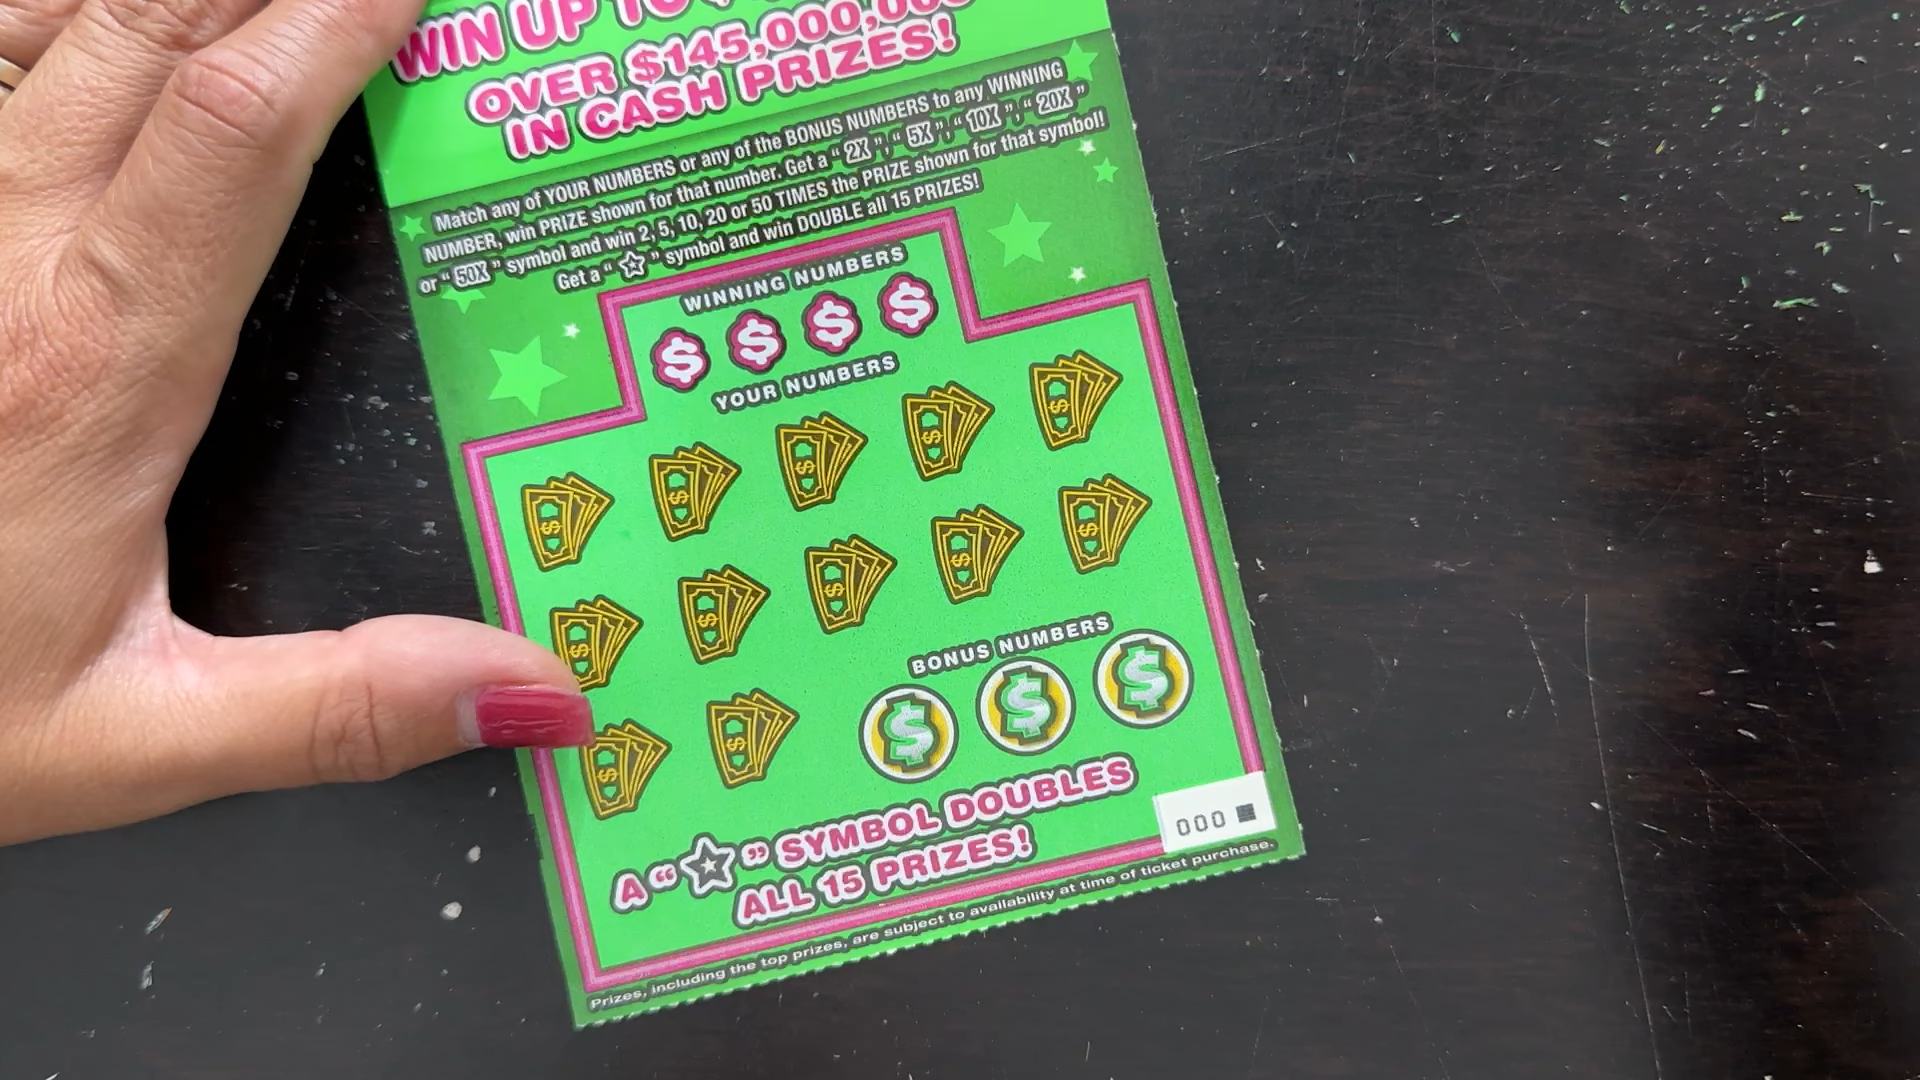 WIN UP TO $
OVER $145,000,000
IN CASH PRIZES!
Match any of YOUR NUMBERS or any of the BONUS NUMBERS to any WINNING
NUMBER, win PRIZE shown for that number. Get a “ 2X ”, “ 5X ”, “ 10X ”, “ 20X ”
or “ 50X ” symbol and win 2, 5, 10, 20 or 50 TIMES the PRIZE shown for that symbol!
Get a “ ☆ ” symbol and win DOUBLE all 15 PRIZES!
WINNING NUMBERS
$ $ $ $
YOUR NUMBERS
BONUS NUMBERS
$ $ $
A “☆” SYMBOL DOUBLES
ALL 15 PRIZES!
000
Prizes, including the top prizes, are subject to availability at time of ticket purchase.